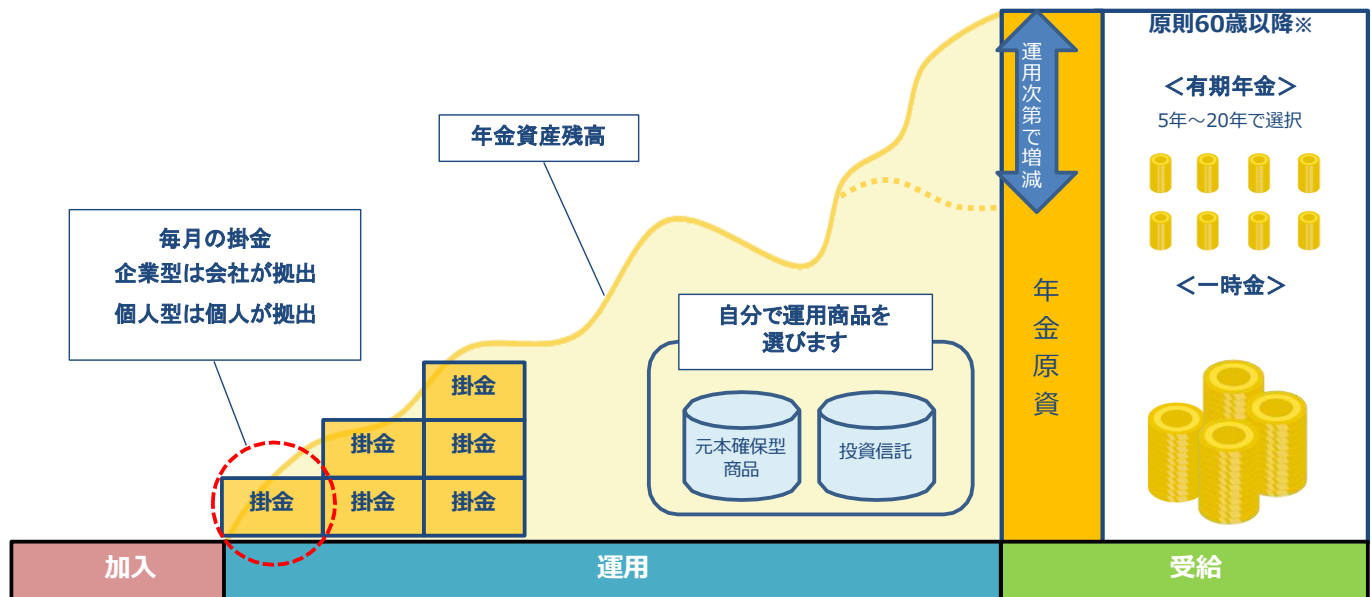 原則60歳以降※
運用次第で増減
＜有期年金＞
5年～20年で選択
年金資産残高
毎月の掛金
企業型は会社が拠出
個人型は個人が拠出
＜一時金＞
年金原資
自分で運用商品を
選びます
元本確保型
商品
投資信託
掛金
掛金
掛金
掛金
掛金
掛金
加入
運用
受給